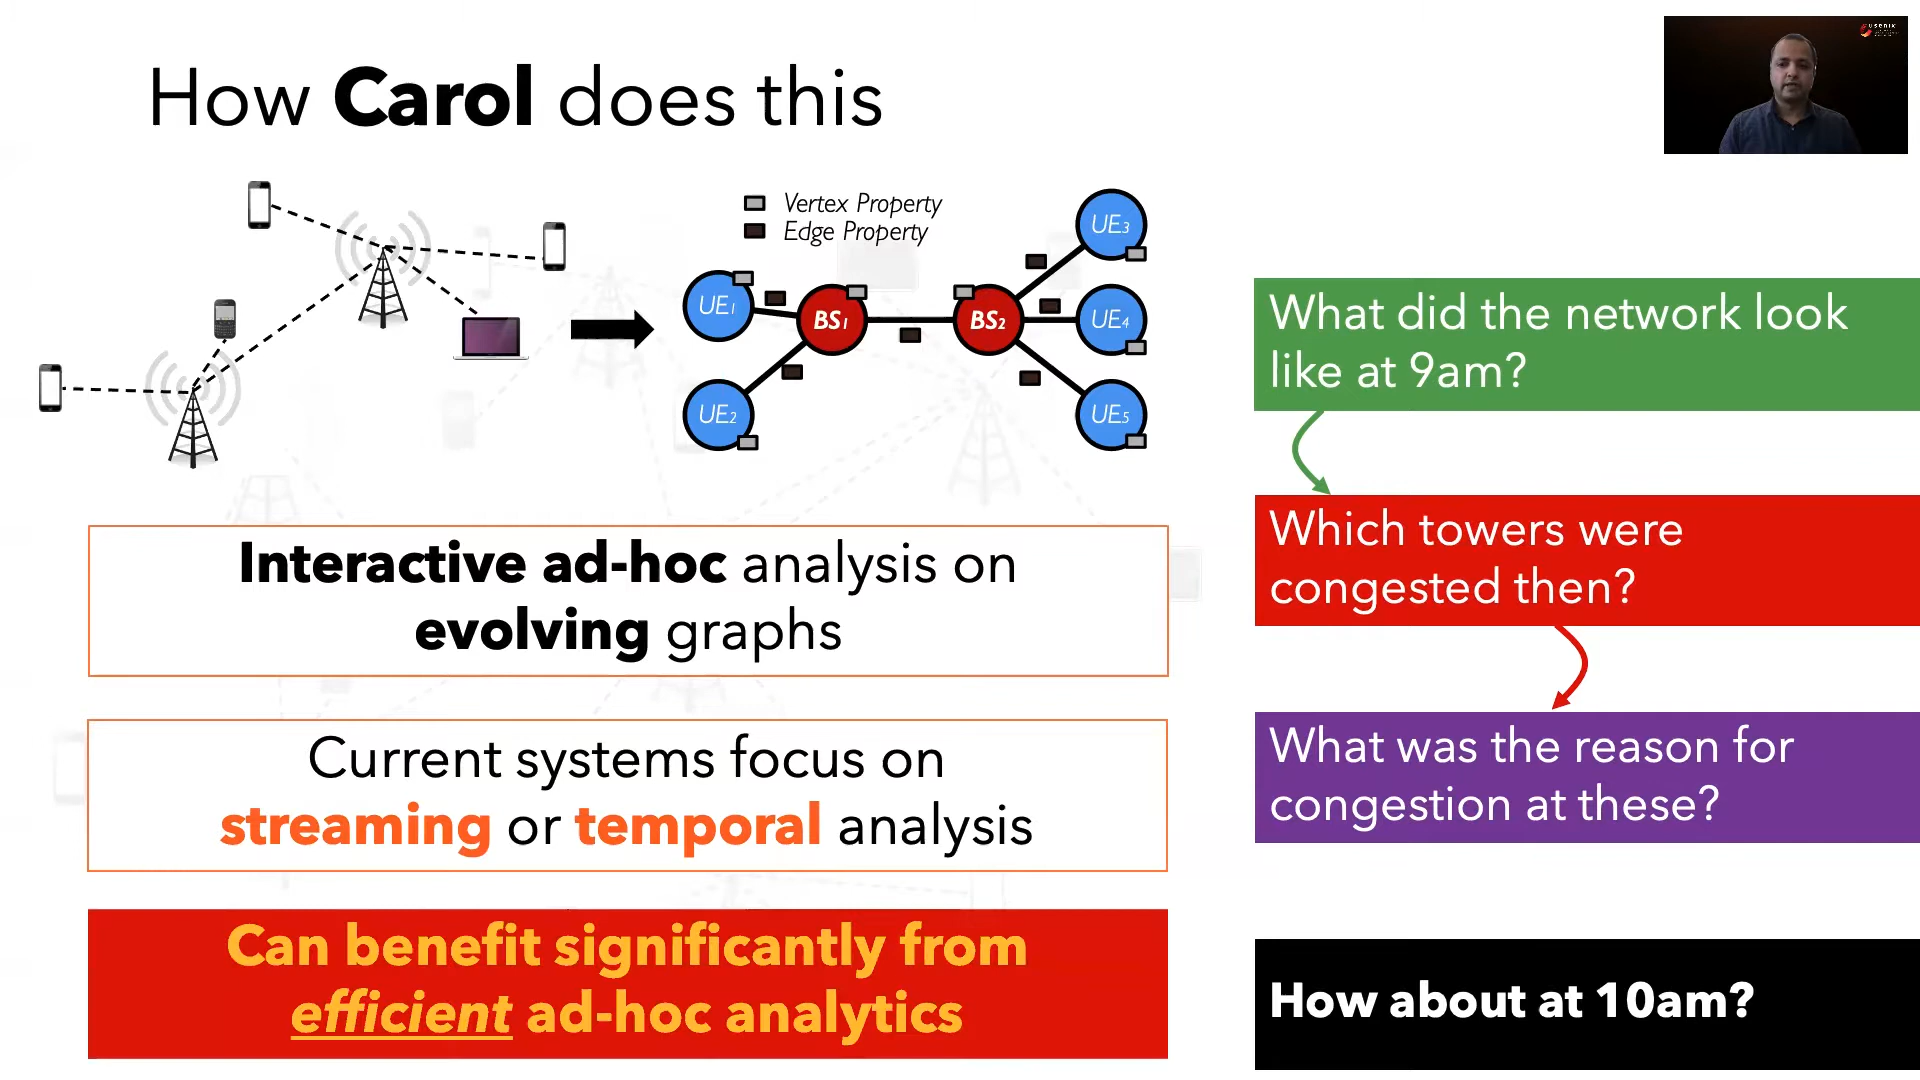 How Carol does this
USENIX
Vertex Property
Edge Property
UE1
UE2
BS1
BS2
UE3
UE4
UE5
Interactive ad-hoc analysis on
evolving graphs
Current systems focus on
streaming or temporal analysis
Can benefit significantly from
efficient ad-hoc analytics
What did the network look
like at 9am?
Which towers were
congested then?
What was the reason for
congestion at these?
How about at 10am?